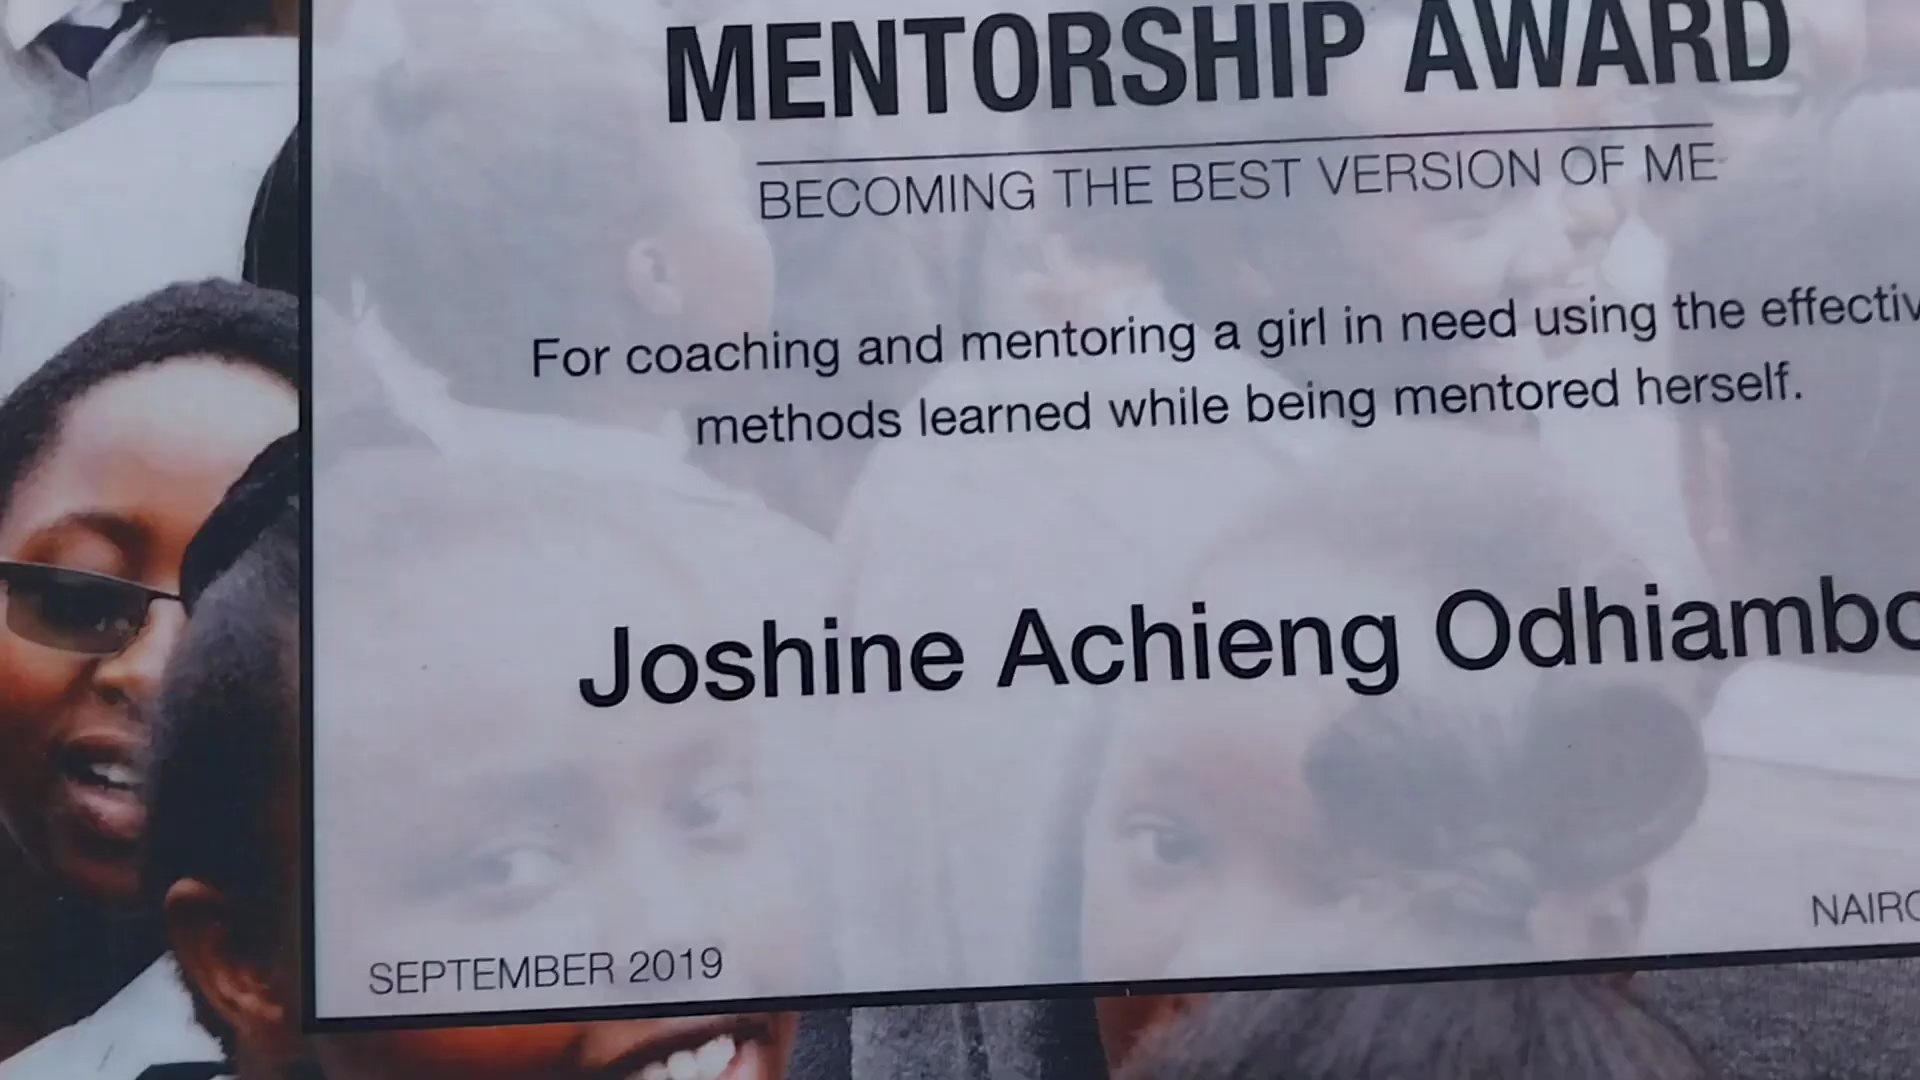 MENTORSHIP AWARD
BECOMING THE BEST VERSION OF ME
For coaching and mentoring a girl in need using the effectiv
methods learned while being mentored herself.
Joshine Achieng Odhiambo
SEPTEMBER 2019
NAIRO